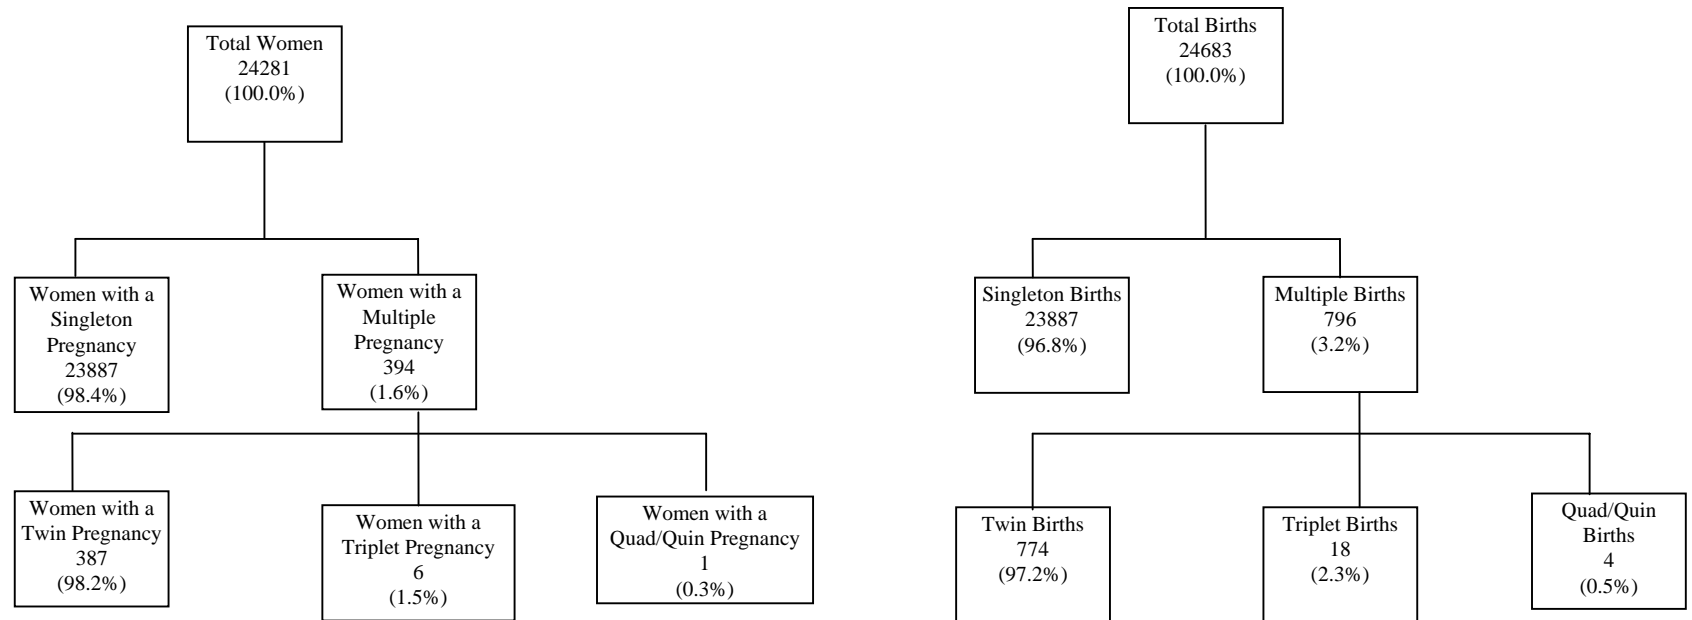 Total Women
24281
(100.0%)
Women with a
Singleton
Pregnancy
23887
(98.4%)
Women with a
Multiple
Pregnancy
394
(1.6%)
Women with a
Twin Pregnancy
387
(98.2%)
Women with a
Triplet Pregnancy
6
(1.5%)
Women with a
Quad/Quin Pregnancy
1
(0.3%)
Total Births
24683
(100.0%)
Singleton Births
23887
(96.8%)
Multiple Births
796
(3.2%)
Twin Births
774
(97.2%)
Triplet Births
18
(2.3%)
Quad/Quin
Births
4
(0.5%)